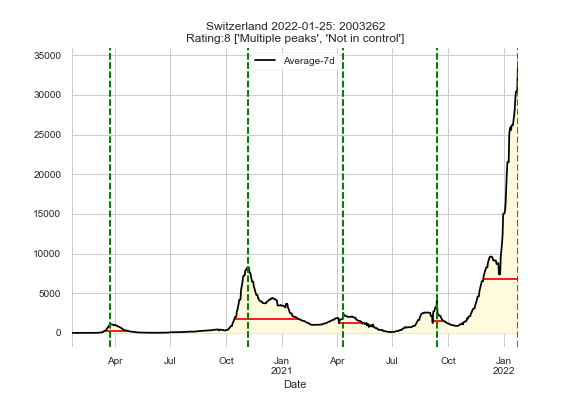 Switzerland 2022-01-25: 2003262
Rating:8 ['Multiple peaks', 'Not in control']
Average-7d
35000
30000
25000
20000
15000
10000
5000
0
Apr Jul Oct Jan Apr Jul Oct Jan
2021 2022
Date